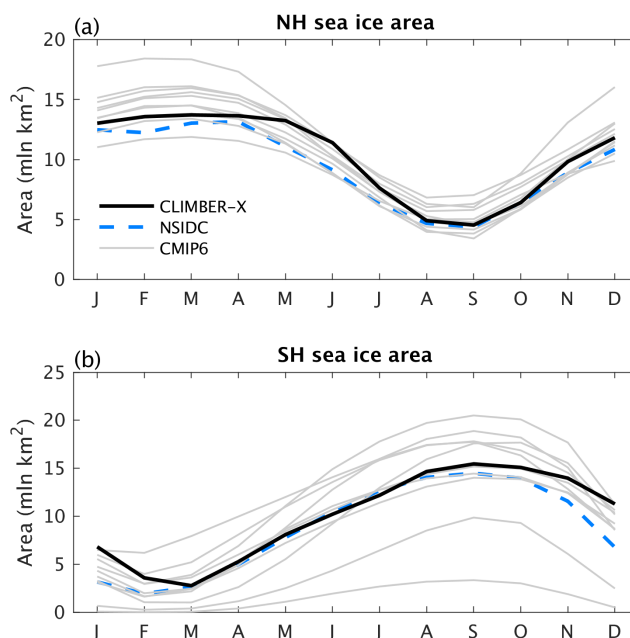 (a) NH sea ice area
20
15
10
5
0
Area (mln km²)
CLIMBER-X
NSIDC
CMIP6
J F M A M J J A S O N D
(b) SH sea ice area
25
20
15
10
5
0
Area (mln km²)
J F M A M J J A S O N D